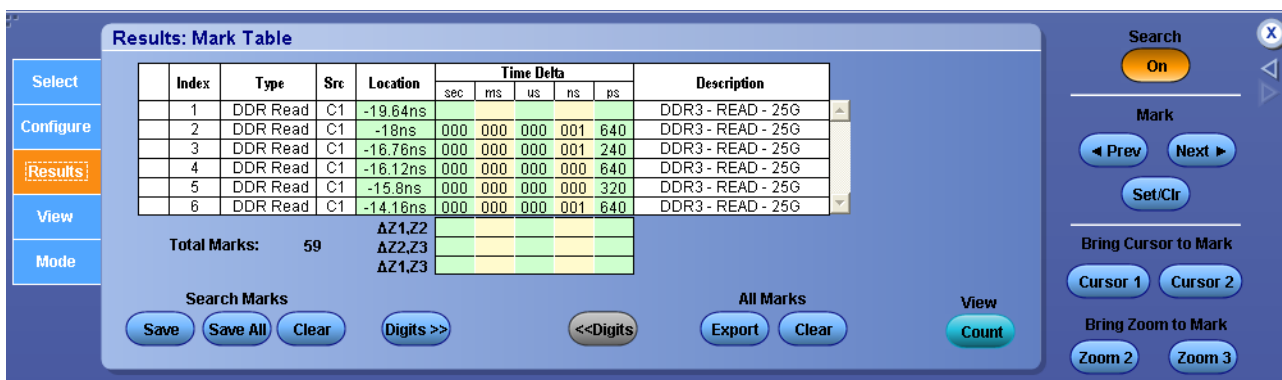 Results: Mark Table
Select
Configure
Results
View
Mode
Index Type Src Location Time Delta Description
sec ms us ns ps
1 DDR Read C1 -19.64ns DDR3 - READ - 25G
2 DDR Read C1 -18ns 000 000 000 001 640 DDR3 - READ - 25G
3 DDR Read C1 -16.76ns 000 000 000 001 240 DDR3 - READ - 25G
4 DDR Read C1 -16.12ns 000 000 000 000 640 DDR3 - READ - 25G
5 DDR Read C1 -15.8ns 000 000 000 000 320 DDR3 - READ - 25G
6 DDR Read C1 -14.16ns 000 000 000 001 640 DDR3 - READ - 25G
ΔZ1,Z2
Total Marks: 59 ΔZ2,Z3
ΔZ1,Z3
Search Marks
Save Save All Clear Digits >> <<Digits
All Marks
Export Clear
View
Count
Search
On
X
Mark
◄ Prev Next ►
Set/Clr
Bring Cursor to Mark
Cursor 1 Cursor 2
Bring Zoom to Mark
Zoom 2 Zoom 3